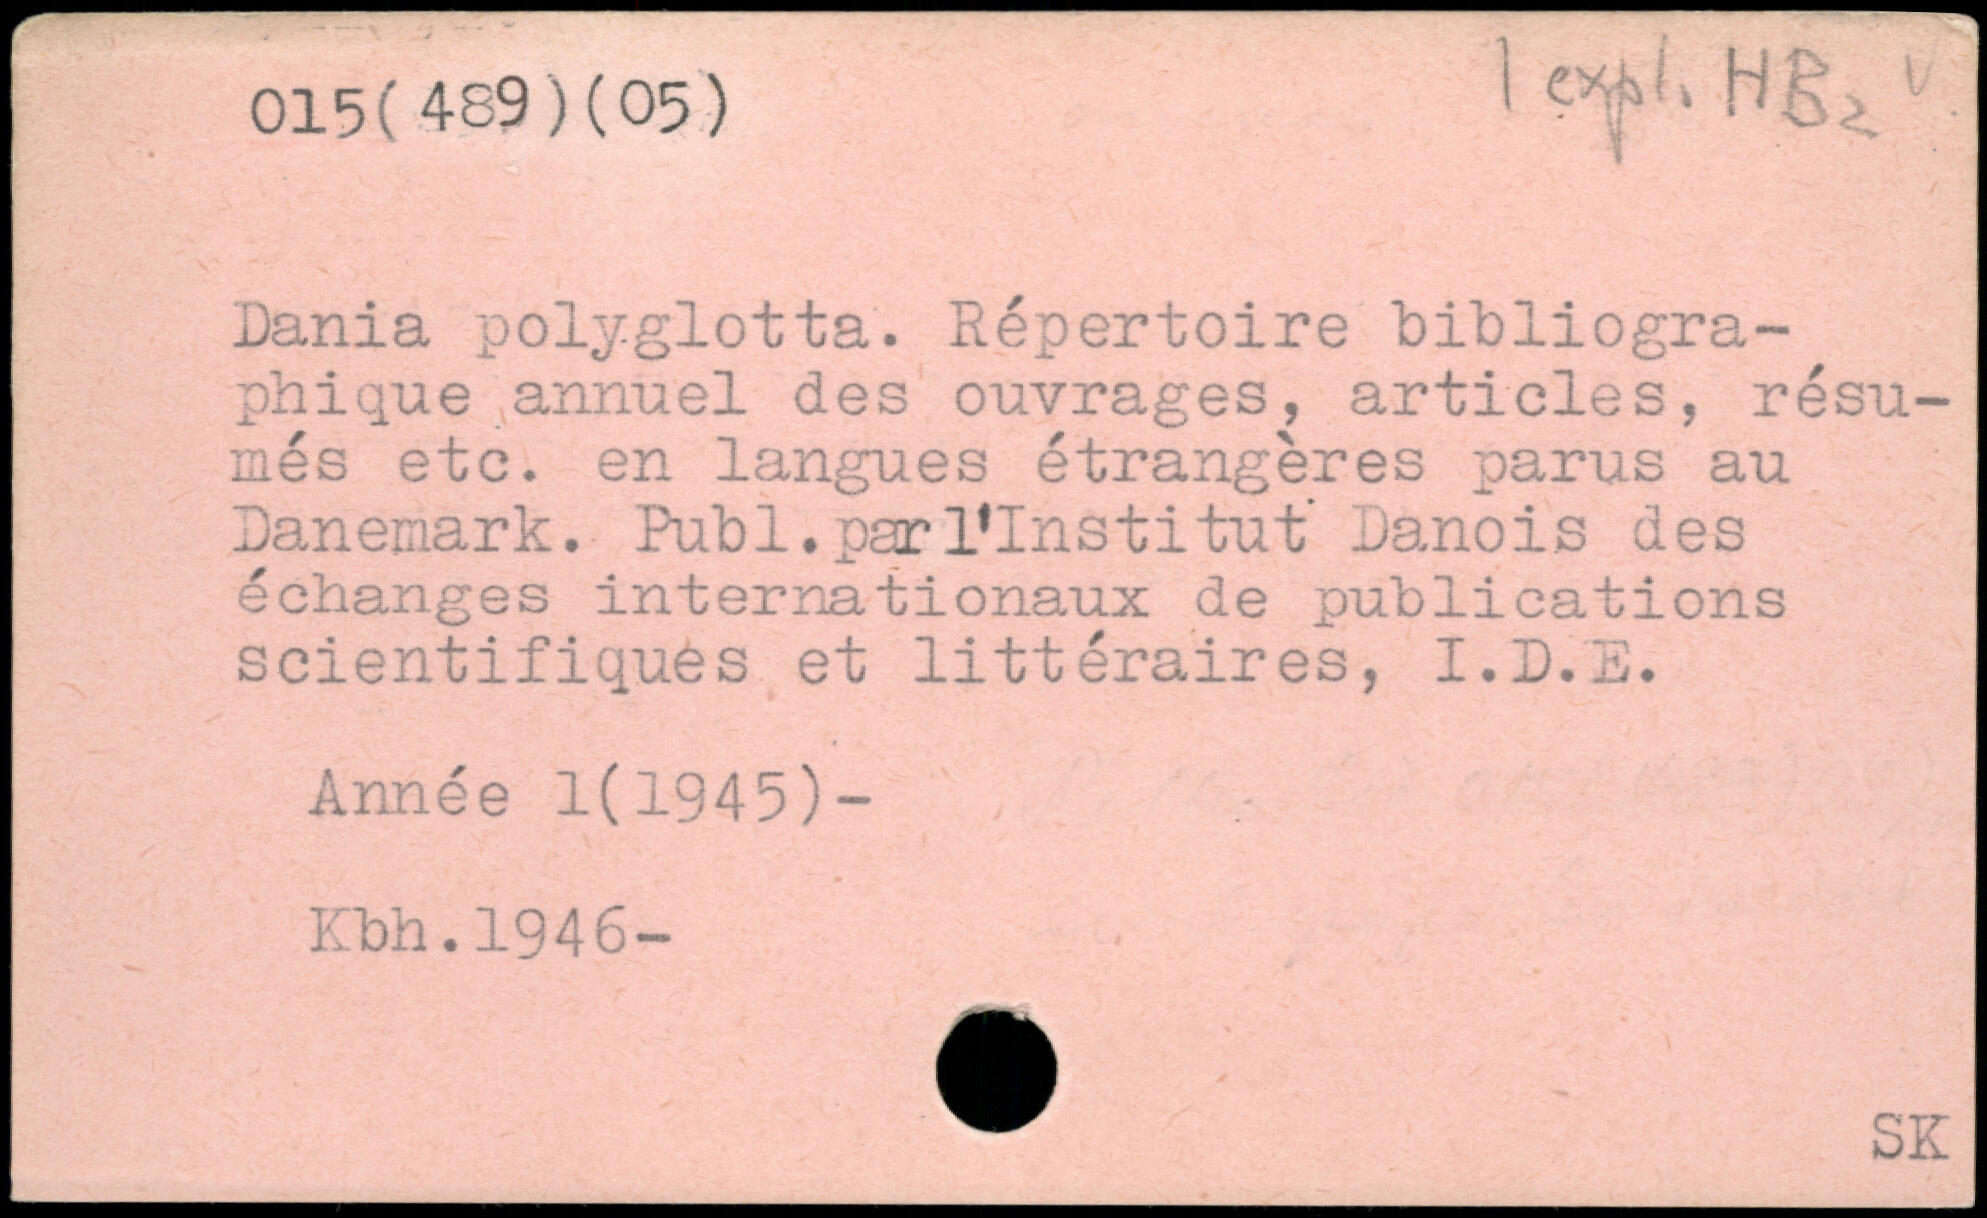 015(489)(05)
1 expl. HB2 v
Dania polyglotta. Répertoire bibliogra-
phique annuel des ouvrages, articles, résu-
més etc. en langues étrangères parus au
Danemark. Publ.par l'Institut Danois des
échanges internationaux de publications
scientifiques et littéraires, I.D.E.
Année 1(1945)-
Kbh.1946-
SK